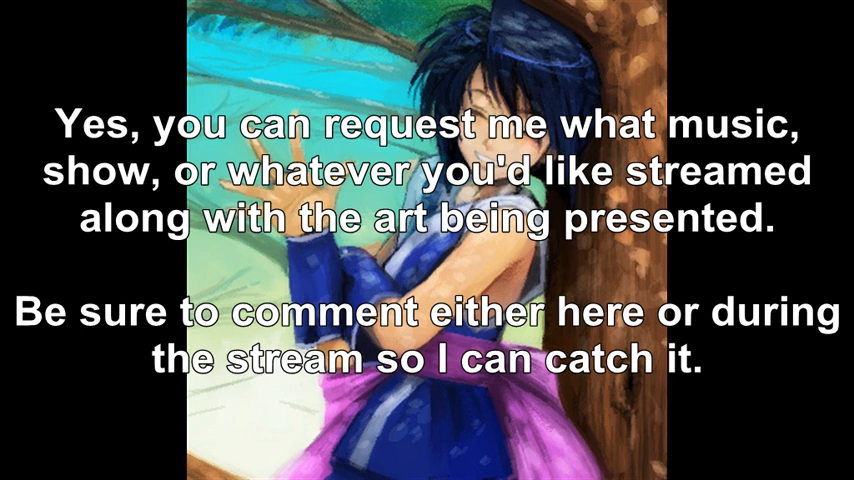 Yes, you can request me what music,
show, or whatever you'd like streamed
along with the art being presented.
Be sure to comment either here or during
the stream so I can catch it.